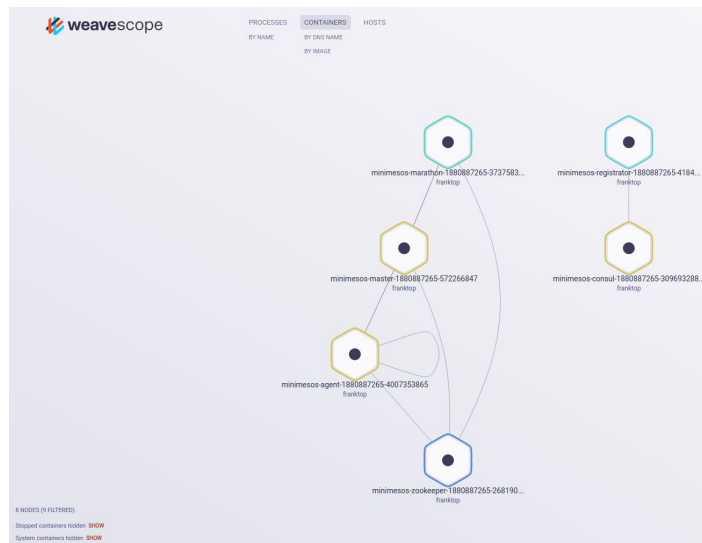 weavescope
PROCESSES CONTAINERS HOSTS
BY NAME BY DNS NAME
BY IMAGE
minimesos-marathon-1880887265-3737583...
franktop
minimesos-registrator-1880887265-4184...
franktop
minimesos-master-1880887265-572266847
franktop
minimesos-consul-1880887265-309693288...
franktop
minimesos-agent-1880887265-4007353865
franktop
minimesos-zookeeper-1880887265-268190...
franktop
8 NODES (9 FILTERED)
Stopped containers hidden SHOW
System containers hidden SHOW